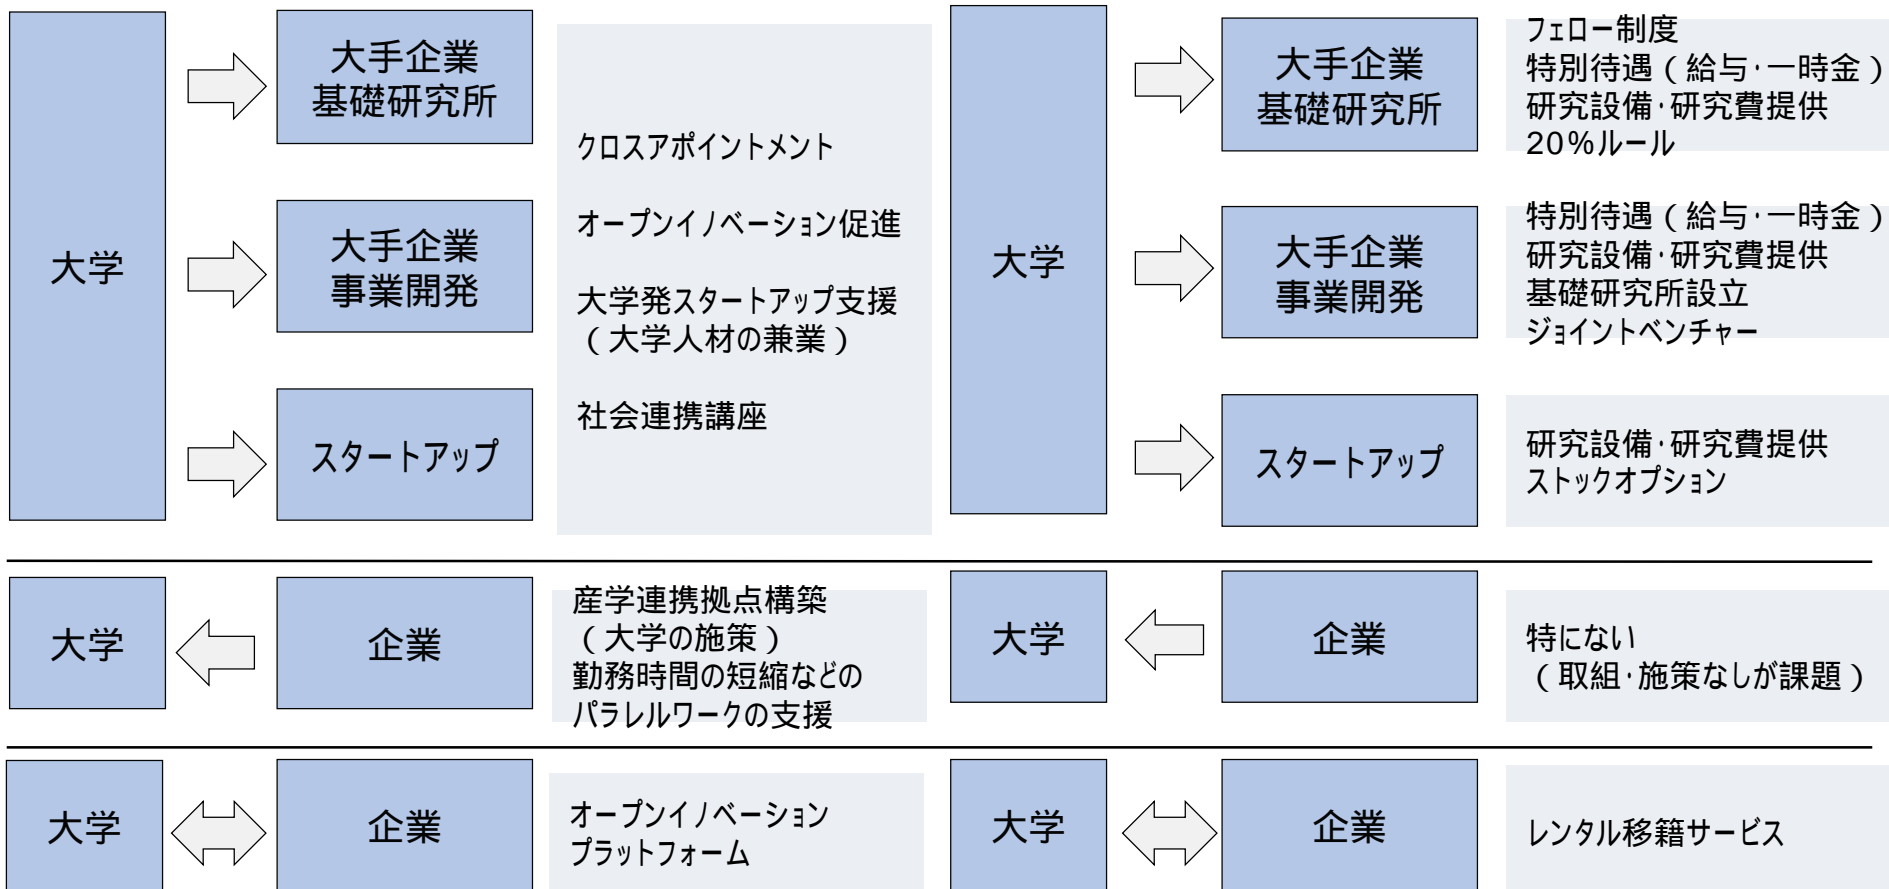 大学
大手企業
基礎研究所
大手企業
事業開発
スタートアップ
クロスアポイントメント
オープンイノベーション促進
大学発スタートアップ支援
（大学人材の兼業）
社会連携講座
大学
大手企業
基礎研究所
フェロー制度
特別待遇（給与・一時金）
研究設備・研究費提供
20%ルール
大手企業
事業開発
特別待遇（給与・一時金）
研究設備・研究費提供
基礎研究所設立
ジョイントベンチャー
スタートアップ
研究設備・研究費提供
ストックオプション
大学
企業
産学連携拠点構築
（大学の施策）
勤務時間の短縮などの
パラレルワークの支援
大学
企業
特にない
（取組・施策なしが課題）
大学
企業
オープンイノベーション
プラットフォーム
大学
企業
レンタル移籍サービス